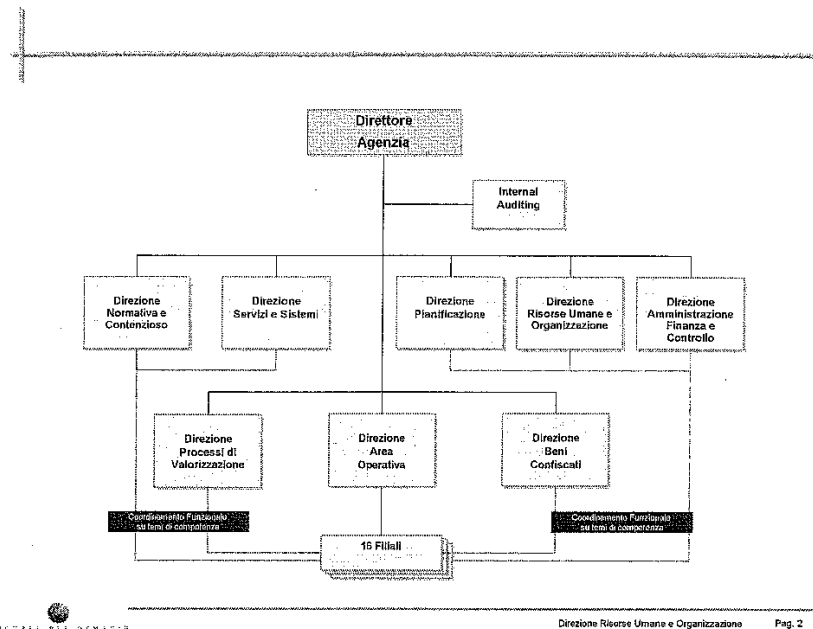 Direttore
Agenzia
Internal
Auditing
Direzione
Normativa e
Contenzioso
Direzione
Servizi e Sistemi
Direzione
Pianificazione
Direzione
Risorse Umane e
Organizzazione
Direzione
Amministrazione
Finanza e
Controllo
Direzione
Processi di
Valorizzazione
Direzione
Area
Operativa
Direzione
Beni
Confiscati
Coordinamento Funzionale
su temi di competenza
Coordinamento Funzionale
su temi di competenza
16 Filiali
Direzione Risorse Umane e Organizzazione Pag. 2